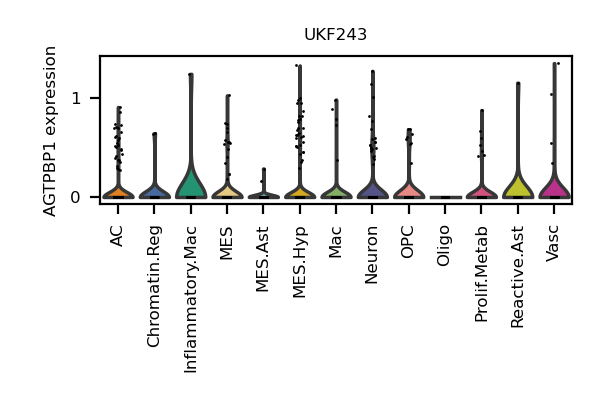 UKF243
AGTPBP1 expression
1
0
AC
Chromatin.Reg
Inflammatory.Mac
MES
MES.Ast
MES.Hyp
Mac
Neuron
OPC
Oligo
Prolif.Metab
Reactive.Ast
Vasc